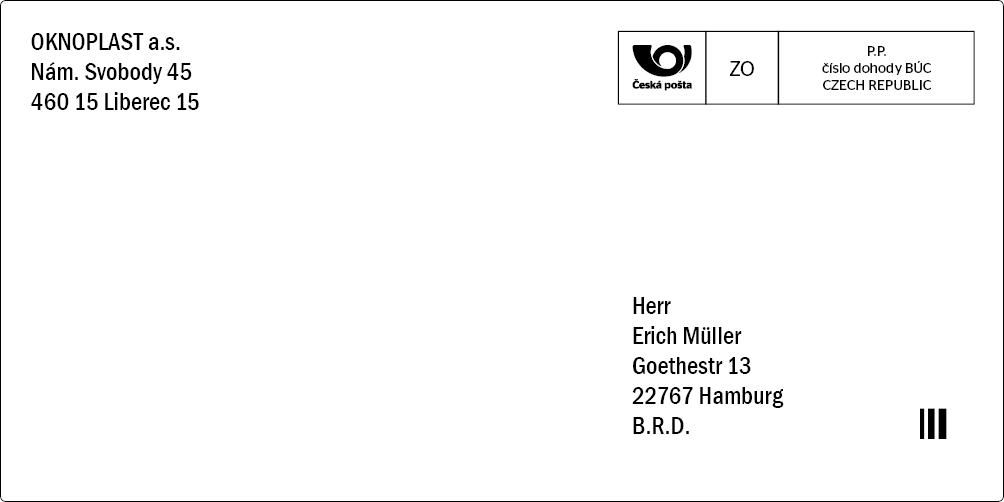 OKNOPLAST a.s.
Nám. Svobody 45
460 15 Liberec 15
Česká pošta
ZO
P.P.
číslo dohody BÚC
CZECH REPUBLIC
Herr
Erich Müller
Goethestr 13
22767 Hamburg
B.R.D.